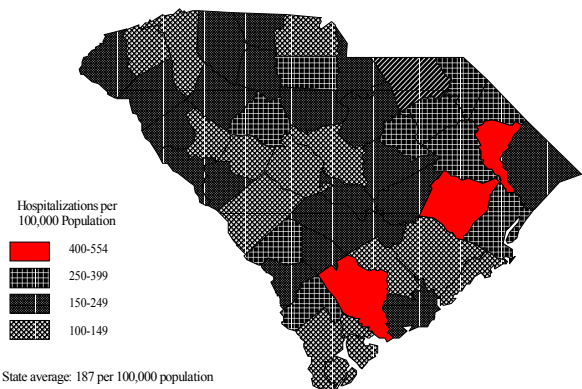 Hospitalizations per
100,000 Population
400-554
250-399
150-249
100-149
State average: 187 per 100,000 population